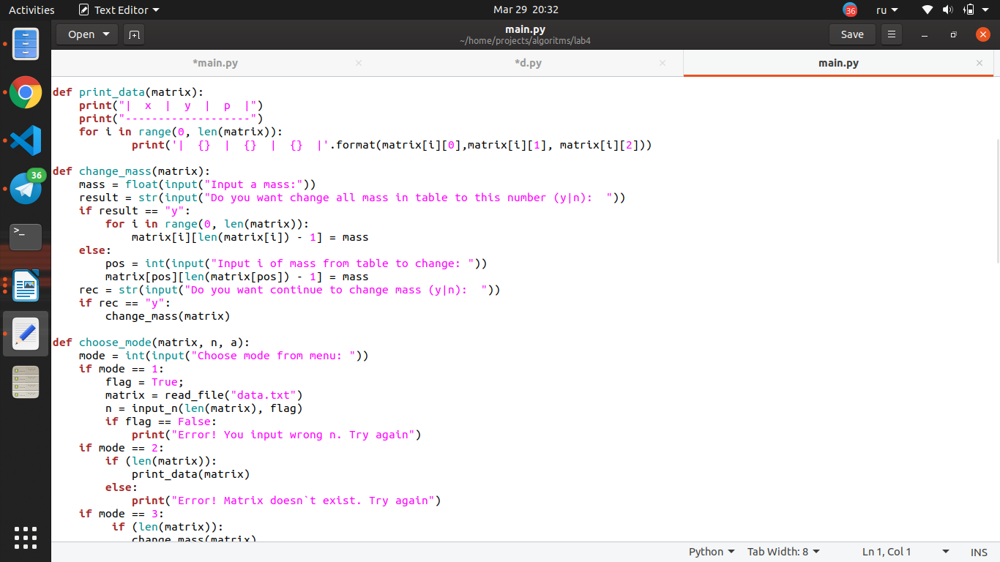 Activities Text Editor Mar 29 20:32 36 ru
Open main.py Save
~/home/projects/algoritms/lab4
*main.py *d.py main.py
def print_data(matrix):
    print("|  x  |  y  |  p  |")
    print("-------------------")
    for i in range(0, len(matrix)):
            print('|  {}  |  {}  |  {}  |'.format(matrix[i][0],matrix[i][1], matrix[i][2]))
def change_mass(matrix):
    mass = float(input("Input a mass:"))
    result = str(input("Do you want change all mass in table to this number (y|n):  "))
    if result == "y":
        for i in range(0, len(matrix)):
            matrix[i][len(matrix[i]) - 1] = mass
    else:
        pos = int(input("Input i of mass from table to change: "))
        matrix[pos][len(matrix[pos]) - 1] = mass
    rec = str(input("Do you want continue to change mass (y|n):  "))
    if rec == "y":
        change_mass(matrix)
def choose_mode(matrix, n, a):
    mode = int(input("Choose mode from menu: "))
    if mode == 1:
        flag = True;
        matrix = read_file("data.txt")
        n = input_n(len(matrix), flag)
        if flag == False:
            print("Error! You input wrong n. Try again")
    if mode == 2:
        if (len(matrix)):
            print_data(matrix)
        else:
            print("Error! Matrix doesn`t exist. Try again")
    if mode == 3:
         if (len(matrix)):
            change_mass(matrix)
36
>_
Python Tab Width: 8 Ln 1, Col 1 INS